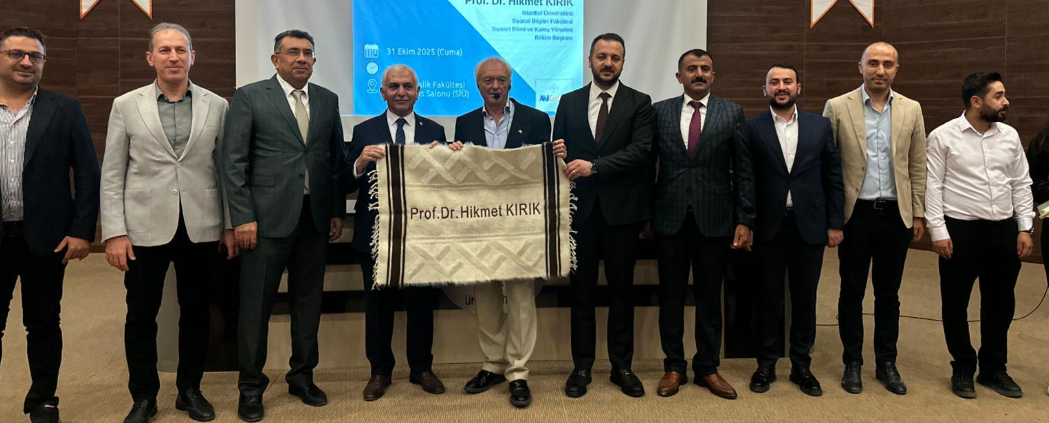 Prof. Dr. Hikmet KIRIK
İstanbul Üniversitesi
Siyasal Bilgiler Fakültesi
Siyaset Bilimi ve Kamu Yönetimi
Bölüm Başkanı
31 Ekim 2025 (Cuma)
Fakültesi
Salonu (SİÜ)
Prof.Dr.Hikmet KIRIK